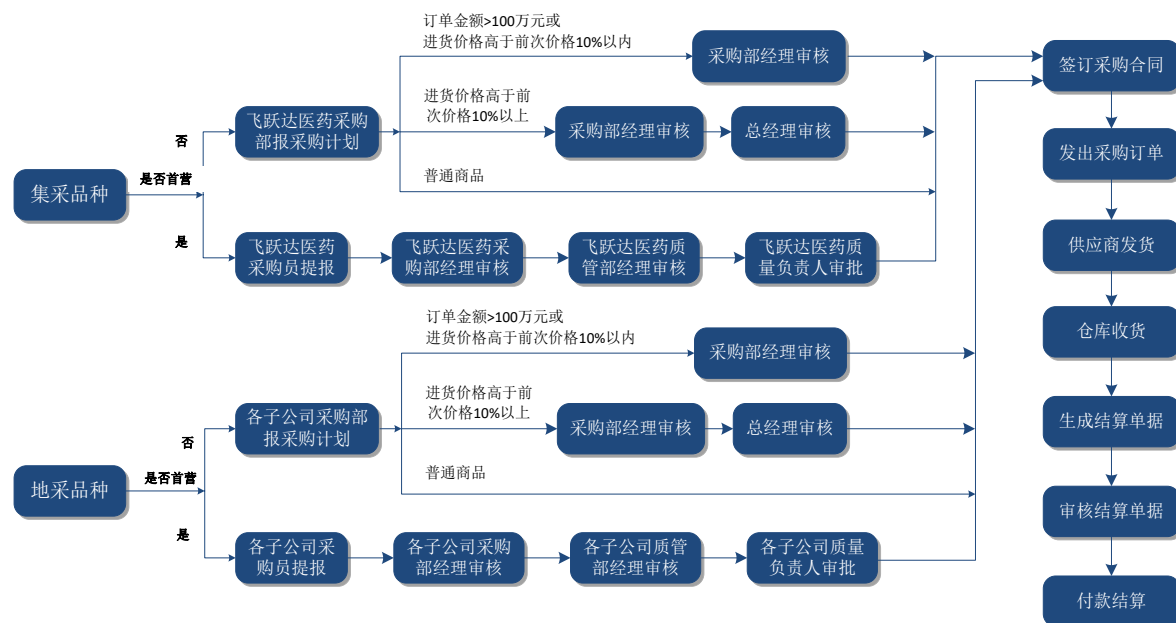 订单金额>100万元或
进货价格高于前次价格10%以内
采购部经理审核
进货价格高于前
次价格10%以上
采购部经理审核
总经理审核
普通商品
集采品种
是否首营
否
飞跃达医药采购
部报采购计划
是
飞跃达医药
采购员提报
飞跃达医药采
购部经理审核
飞跃达医药质
管部经理审核
飞跃达医药质
量负责人审批
订单金额>100万元或
进货价格高于前次价格10%以内
采购部经理审核
进货价格高于前
次价格10%以上
采购部经理审核
总经理审核
普通商品
地采品种
是否首营
否
各子公司采购部
报采购计划
是
各子公司采
购员提报
各子公司采购
部经理审核
各子公司质管
部经理审核
各子公司质量
负责人审批
签订采购合同
发出采购订单
供应商发货
仓库收货
生成结算单据
审核结算单据
付款结算